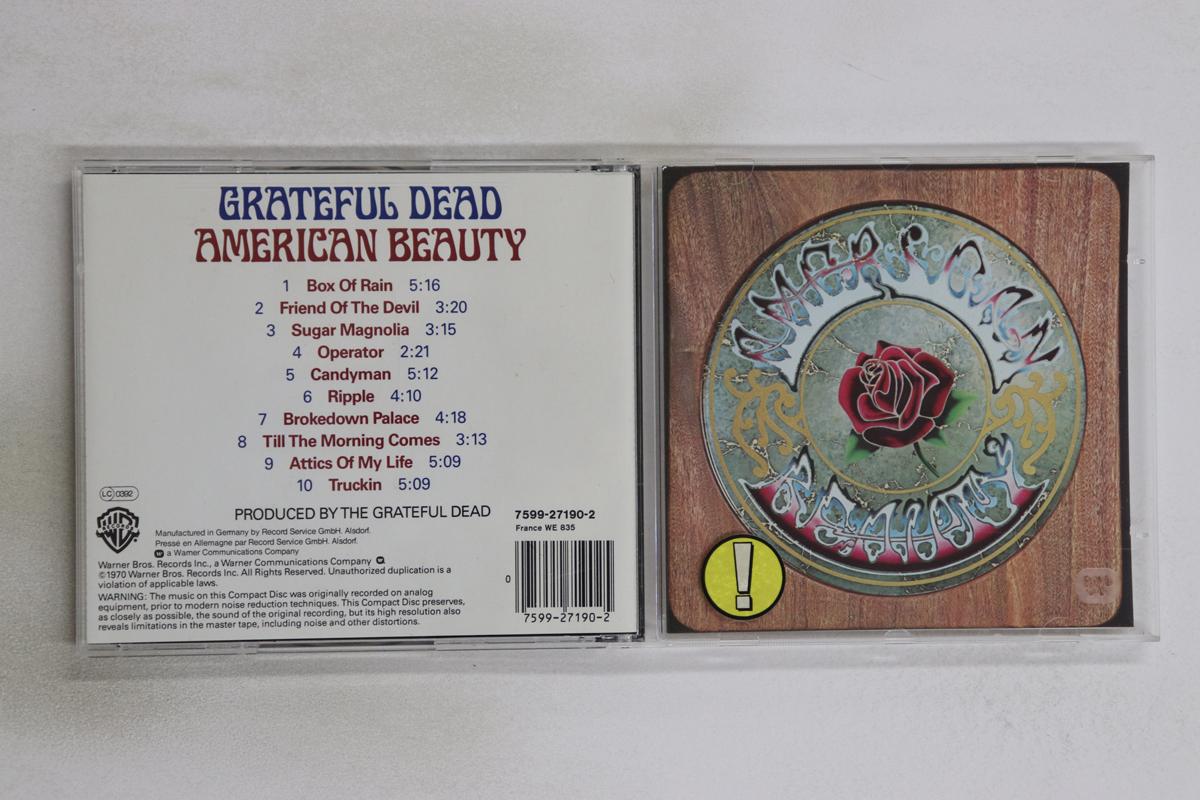 GRATEFUL DEAD
AMERICAN BEAUTY
1 Box Of Rain 5:16
2 Friend Of The Devil 3:20
3 Sugar Magnolia 3:15
4 Operator 2:21
5 Candyman 5:12
6 Ripple 4:10
7 Brokedown Palace 4:18
8 Till The Morning Comes 3:13
9 Attics Of My Life 5:09
10 Truckin 5:09
LC 0392
PRODUCED BY THE GRATEFUL DEAD
7599-27190-2
France WE 835
WB
RECORDS
Manufactured in Germany by Record Service GmbH. Alsdorf.
Pressé en Allemagne par Record Service GmbH. Alsdorf.
a Warner Communications Company
Warner Bros. Records Inc., a Warner Communications Company
©1970 Warner Bros. Records Inc. All Rights Reserved. Unauthorized duplication is a
violation of applicable laws.
WARNING: The music on this Compact Disc was originally recorded on analog
equipment, prior to modern noise reduction techniques. This Compact Disc preserves,
as closely as possible, the sound of the original recording, but its high resolution also
reveals limitations in the master tape, including noise and other distortions.
0
7599-27190-2
AMERICAN
BEAUTY
!